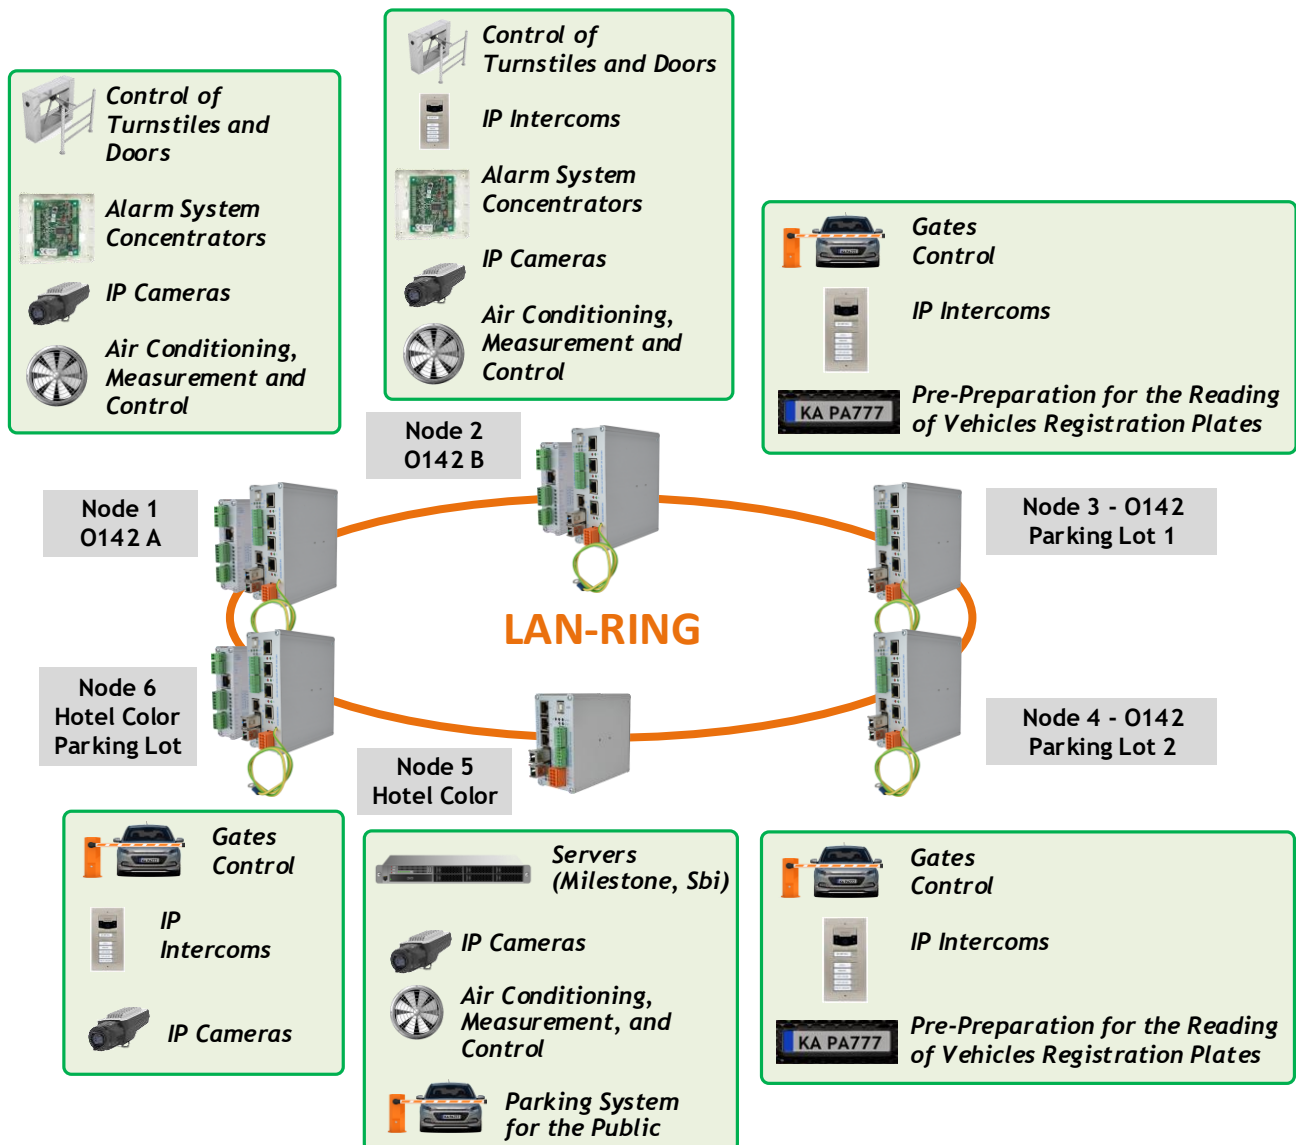 Control of
Turnstiles and
Doors
Alarm System
Concentrators
IP Cameras
Air Conditioning,
Measurement and
Control
Control of
Turnstiles and Doors
IP Intercoms
Alarm System
Concentrators
IP Cameras
Air Conditioning,
Measurement and
Control
Gates
Control
IP Intercoms
KA PA777
Pre-Preparation for the Reading
of Vehicles Registration Plates
Node 1
O142 A
Node 2
O142 B
Node 3 - O142
Parking Lot 1
LAN-RING
Node 6
Hotel Color
Parking Lot
Node 5
Hotel Color
Node 4 - O142
Parking Lot 2
Gates
Control
IP
Intercoms
IP Cameras
Servers
(Milestone, Sbi)
IP Cameras
Air Conditioning,
Measurement, and
Control
Parking System
for the Public
Gates
Control
IP Intercoms
KA PA777
Pre-Preparation for the Reading
of Vehicles Registration Plates